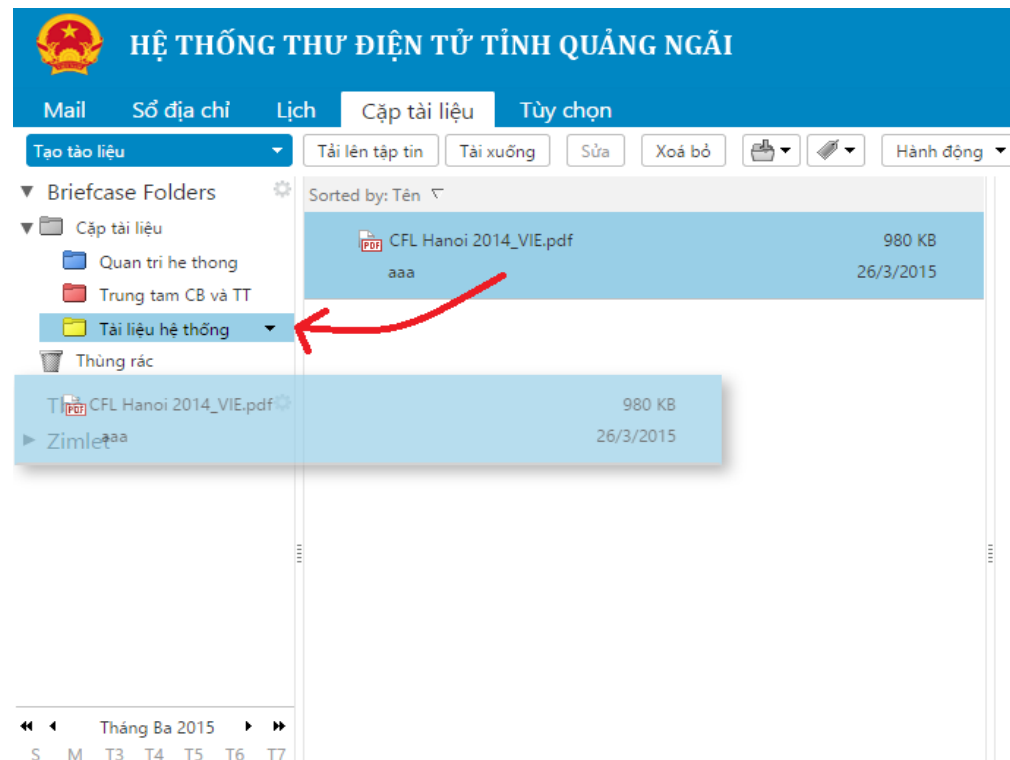 HỆ THỐNG THƯ ĐIỆN TỬ TỈNH QUẢNG NGÃI
Mail Sổ địa chỉ Lịch Cặp tài liệu Tùy chọn
Tạo tào liệu Tải lên tập tin Tài xuống Sửa Xoá bỏ Hành động
Briefcase Folders Sorted by: Tên
Cặp tài liệu CFL Hanoi 2014_VIE.pdf 980 KB
Quan tri he thong aaa 26/3/2015
Trung tam CB và TT
Tài liệu hệ thống
Thùng rác
CFL Hanoi 2014_VIE.pdf 980 KB
Zimlet aaa 26/3/2015
Tháng Ba 2015
S M T3 T4 T5 T6 T7